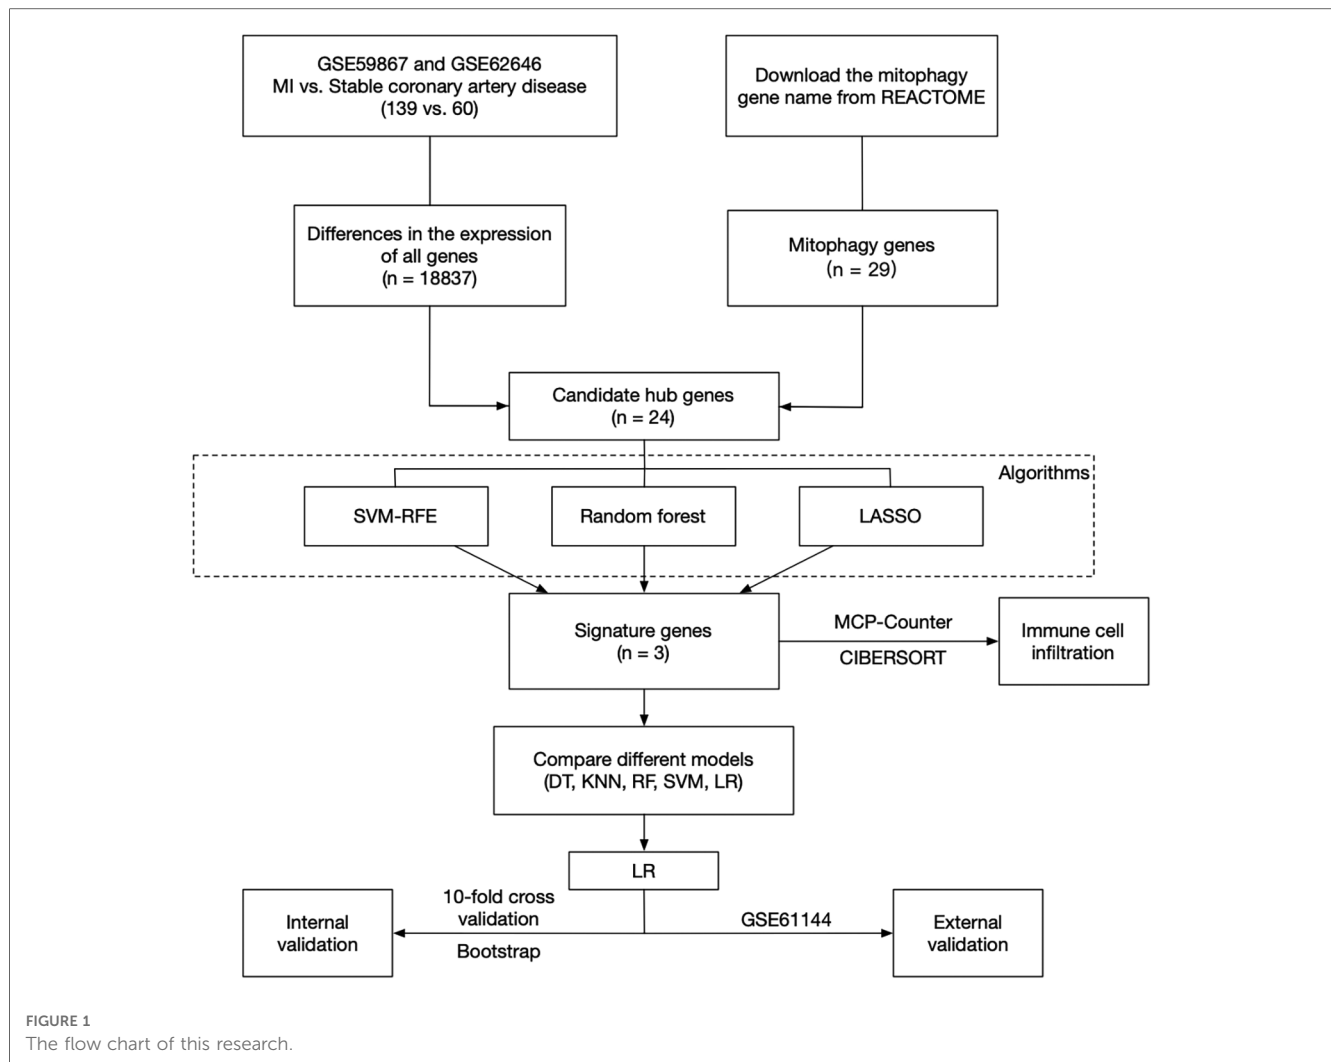 GSE59867 and GSE62646
MI vs. Stable coronary artery disease
(139 vs. 60)
Download the mitophagy
gene name from REACTOME
Differences in the expression
of all genes
(n = 18837)
Mitophagy genes
(n = 29)
Candidate hub genes
(n = 24)
Algorithms
SVM-RFE
Random forest
LASSO
Signature genes
(n = 3)
MCP-Counter
CIBERSORT
Immune cell
infiltration
Compare different models
(DT, KNN, RF, SVM, LR)
LR
10-fold cross
validation
Bootstrap
GSE61144
Internal
validation
External
validation
FIGURE 1
The flow chart of this research.